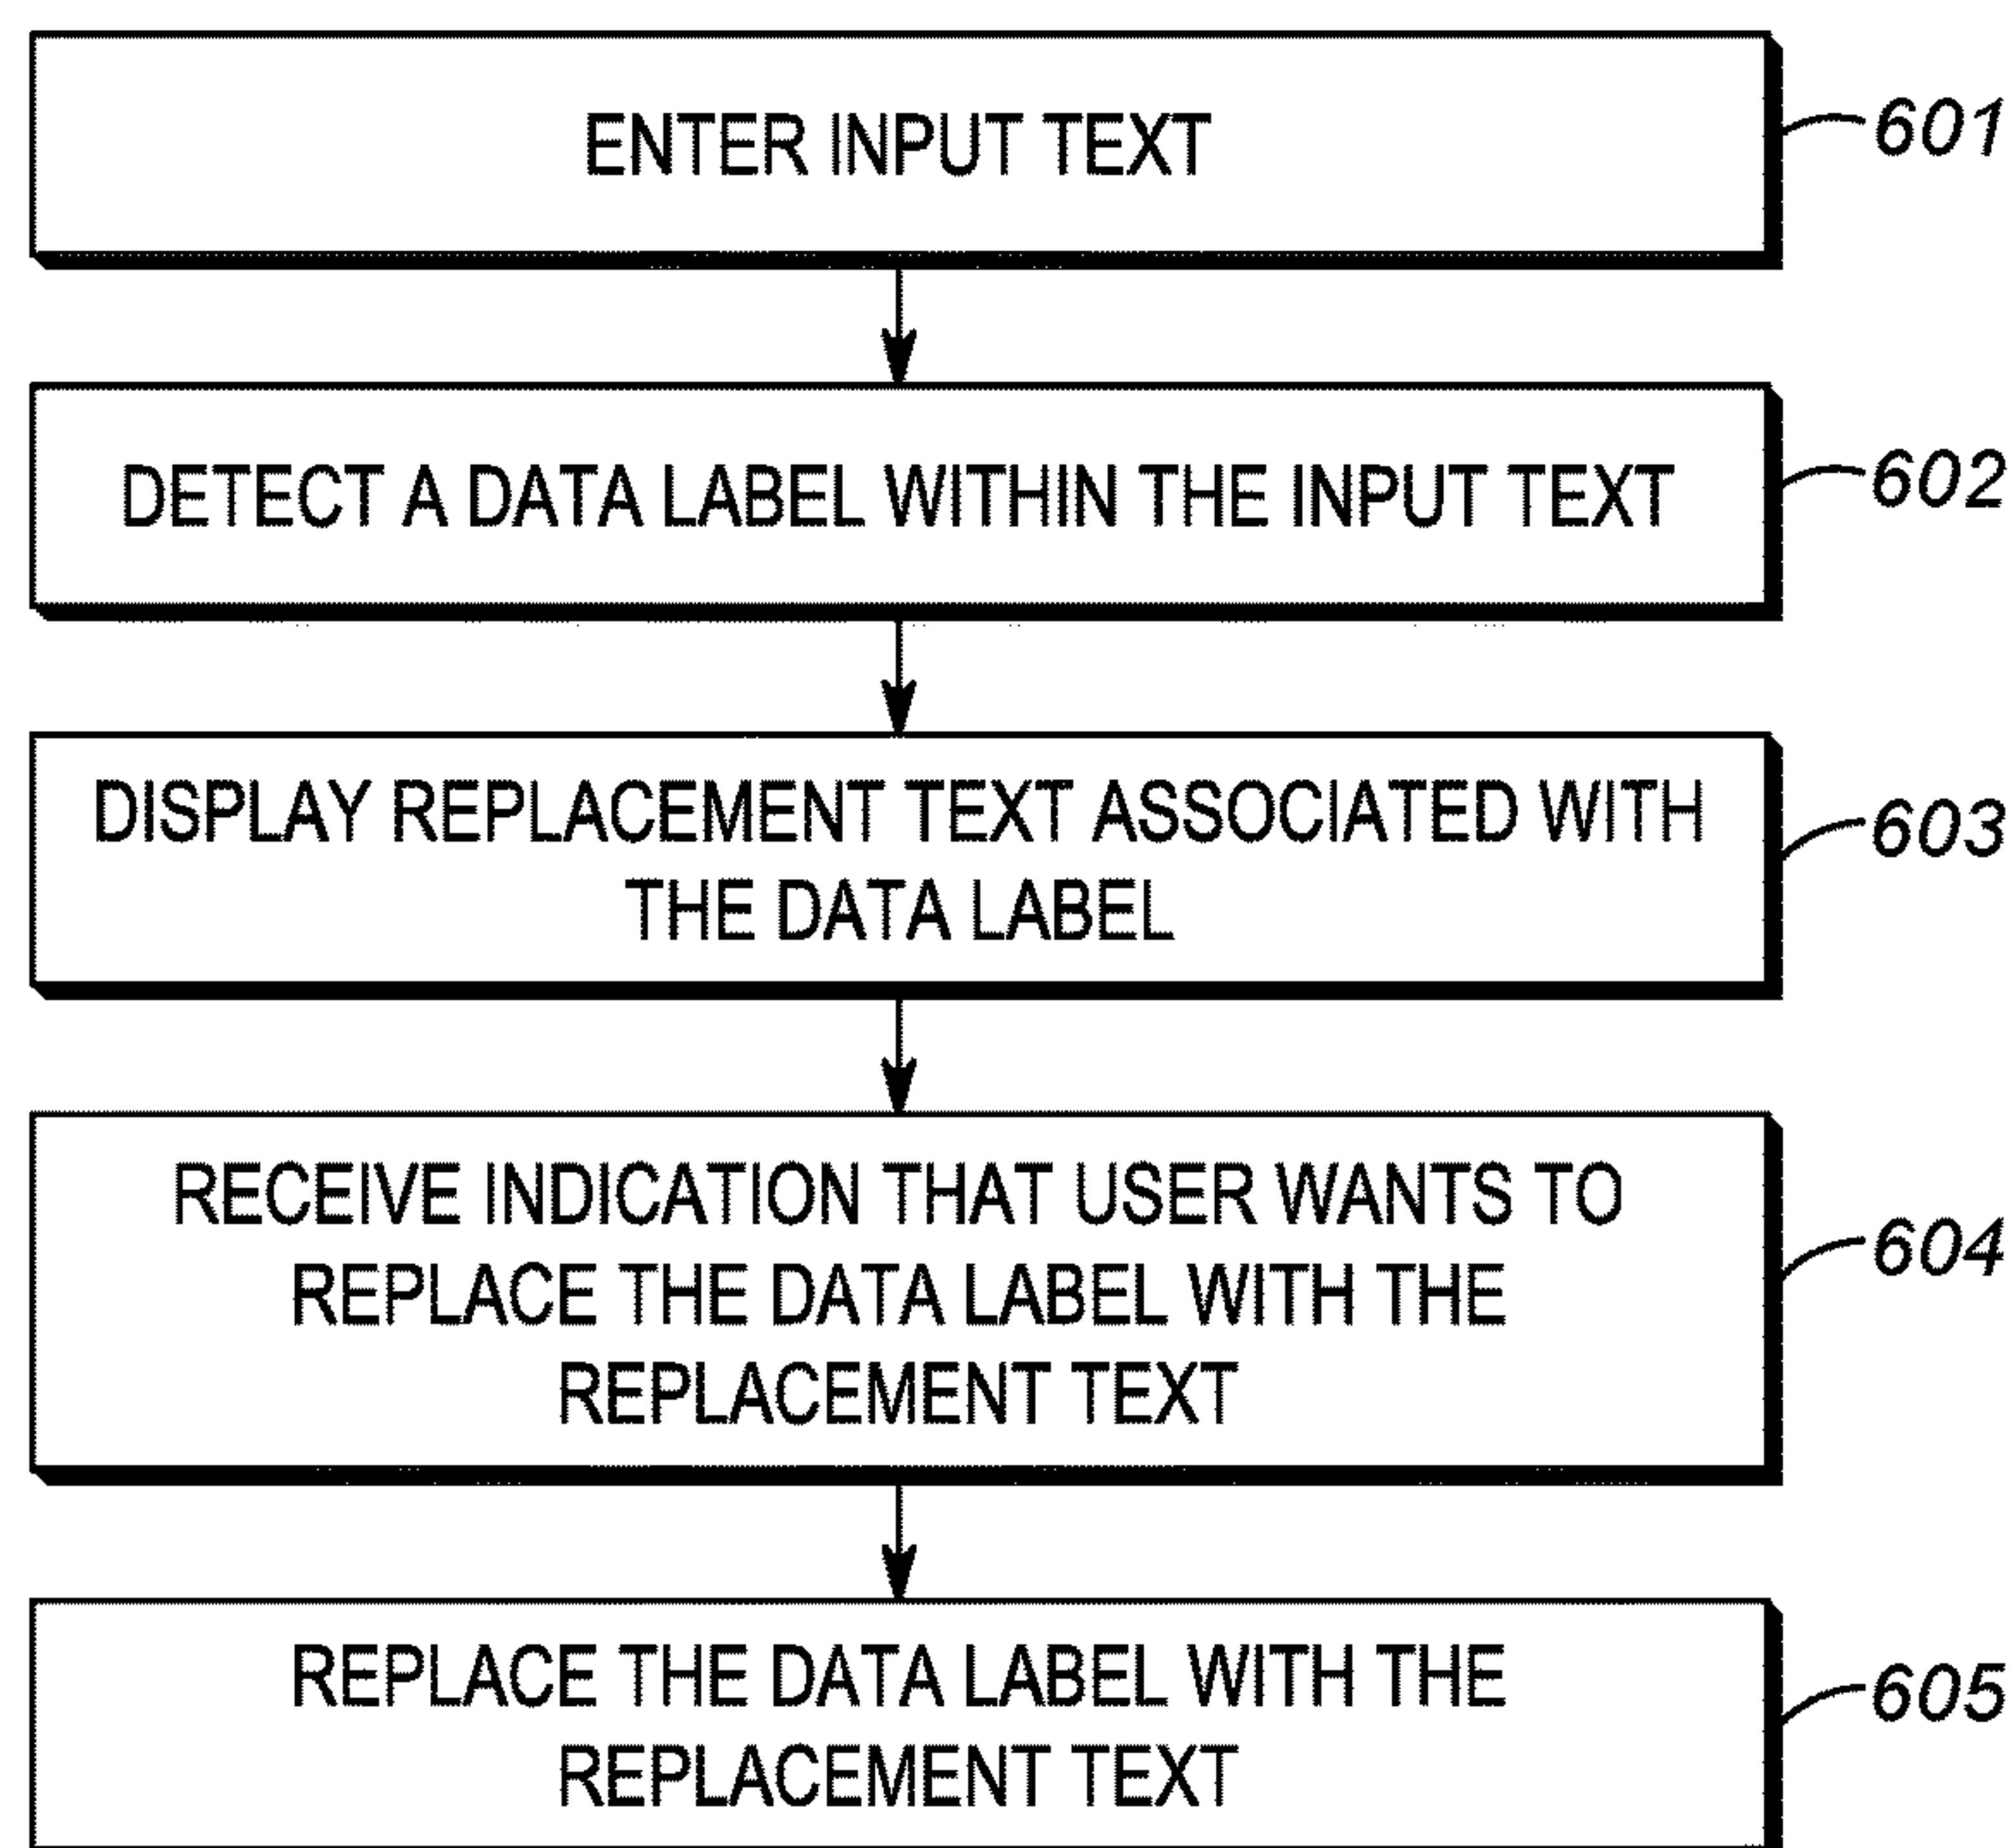 ENTER INPUT TEXT
601
DETECT A DATA LABEL WITHIN THE INPUT TEXT
602
DISPLAY REPLACEMENT TEXT ASSOCIATED WITH
THE DATA LABEL
603
RECEIVE INDICATION THAT USER WANTS TO
REPLACE THE DATA LABEL WITH THE
REPLACEMENT TEXT
604
REPLACE THE DATA LABEL WITH THE
REPLACEMENT TEXT
605